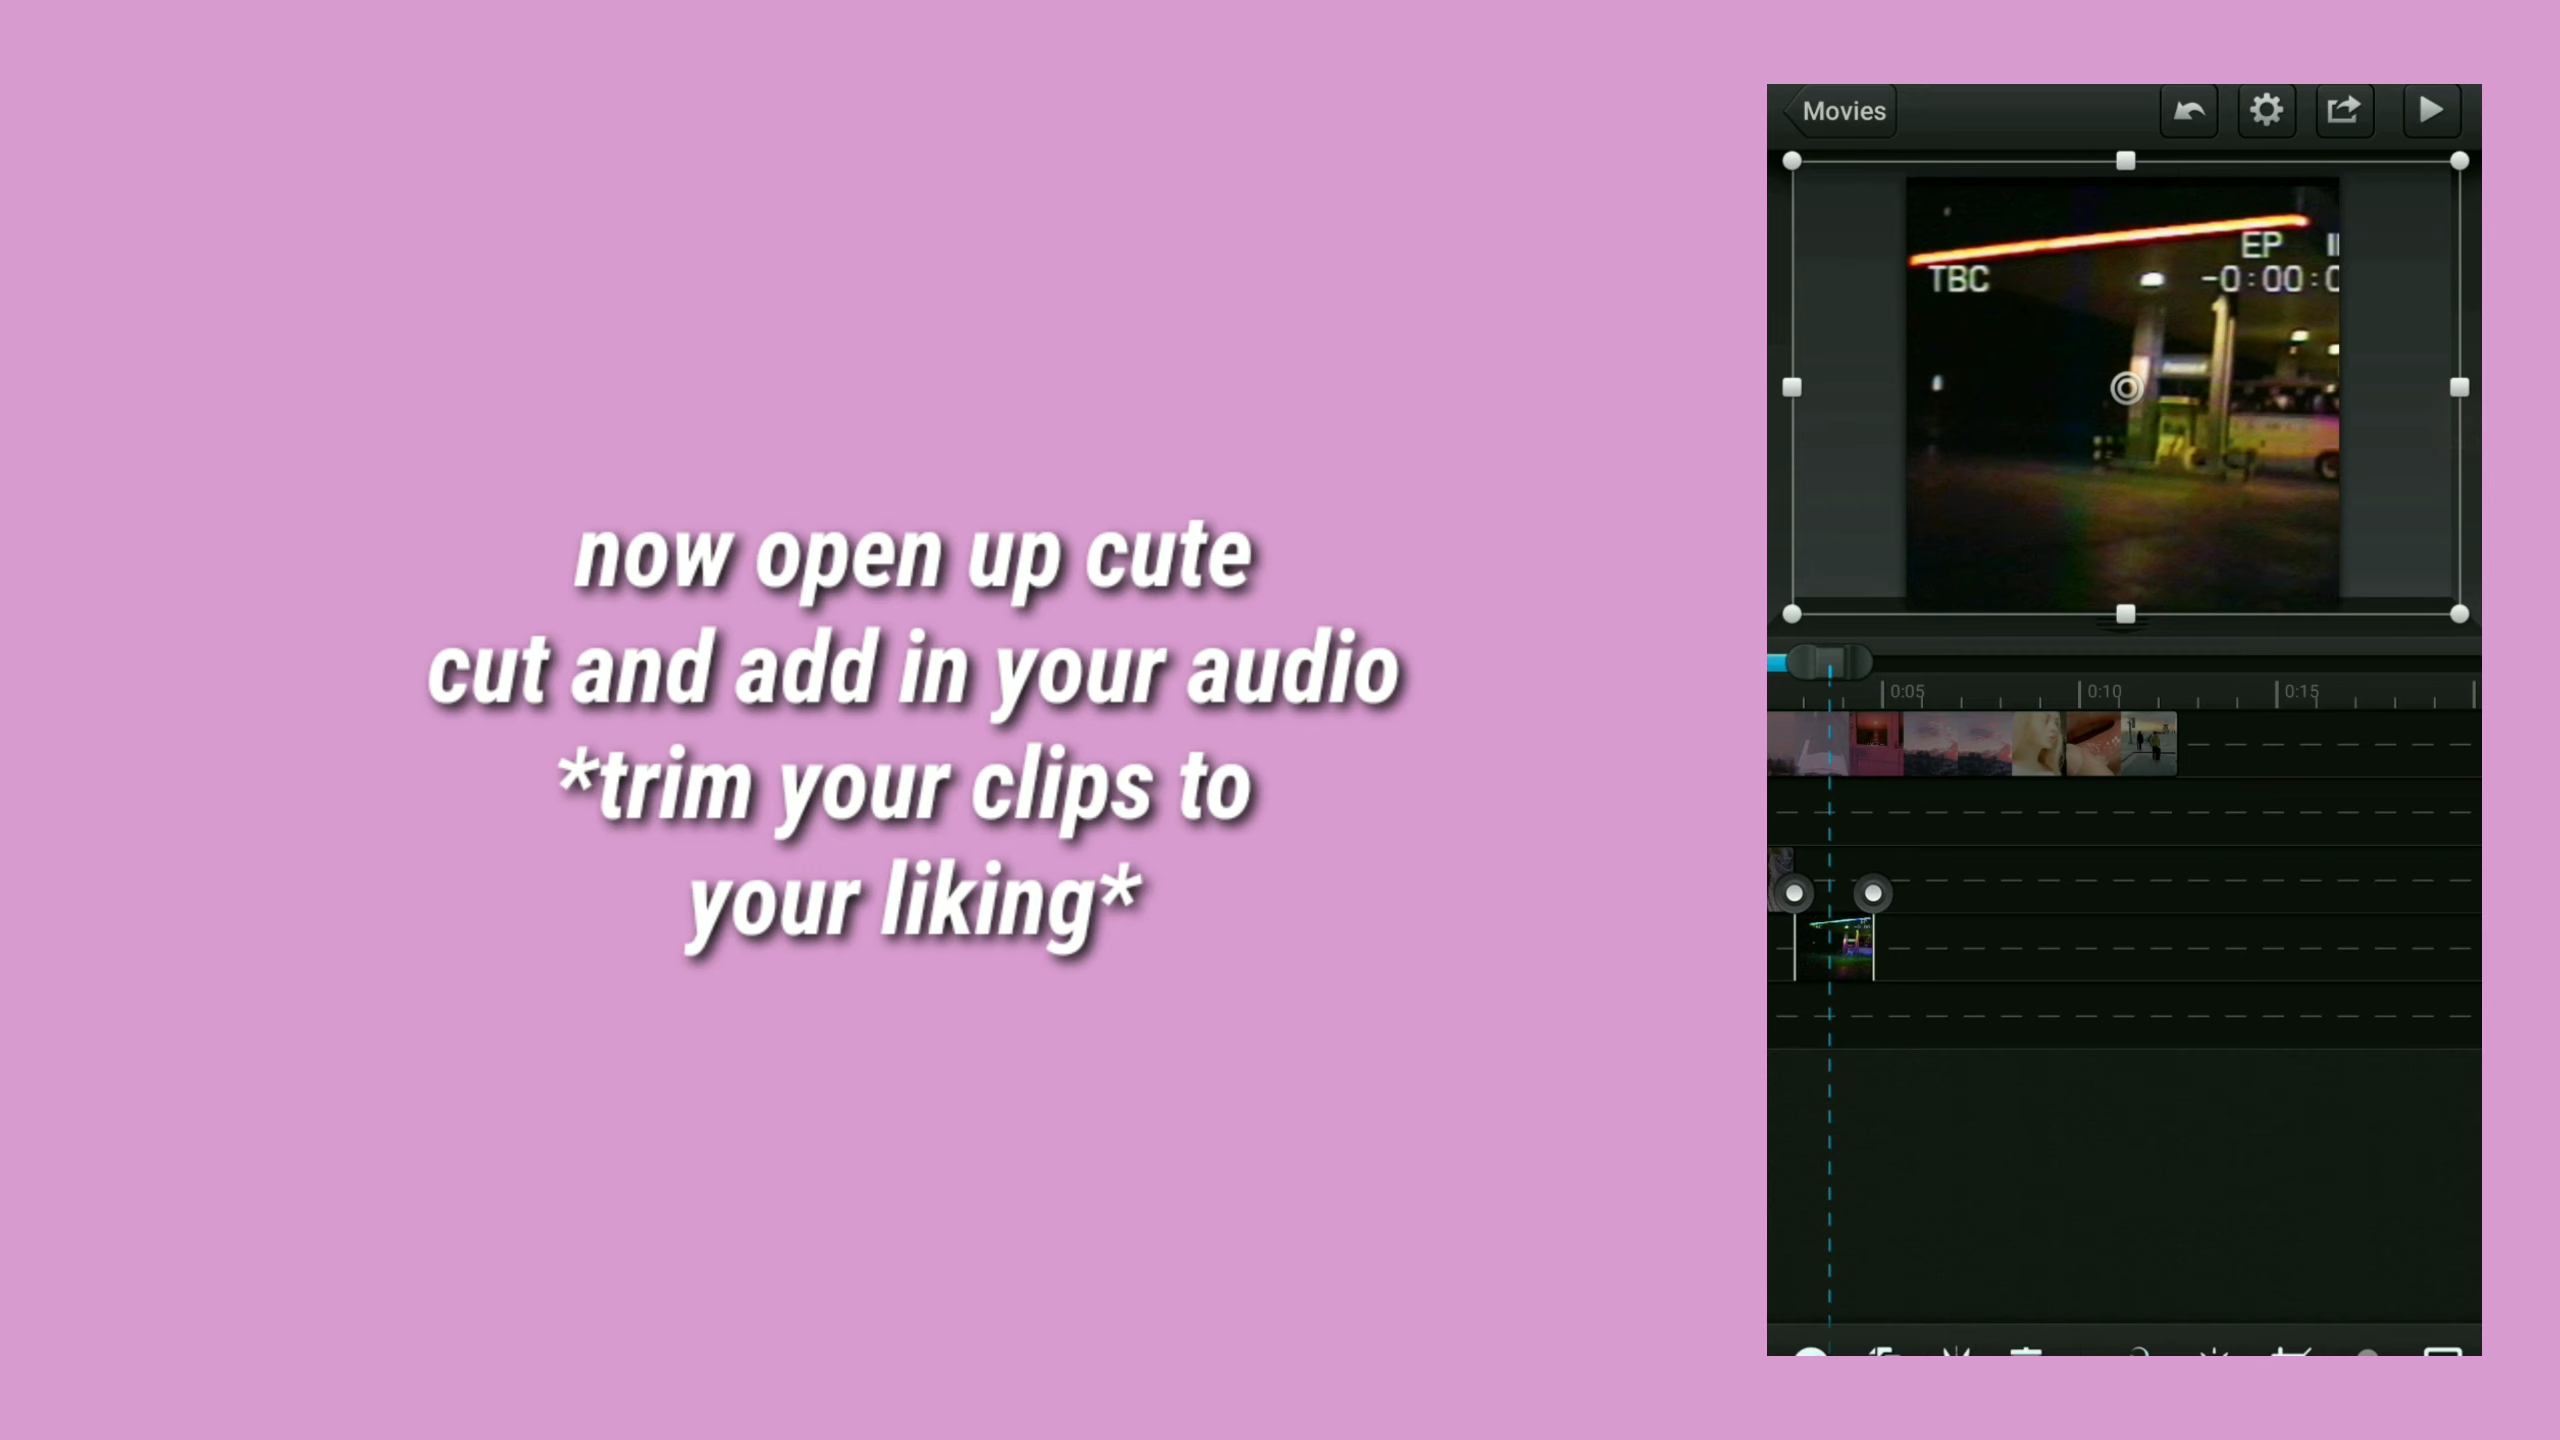 now open up cute
cut and add in your audio
*trim your clips to
your liking*
Movies
EP
TBC
-0:00:0
0:05
0:10
0:15